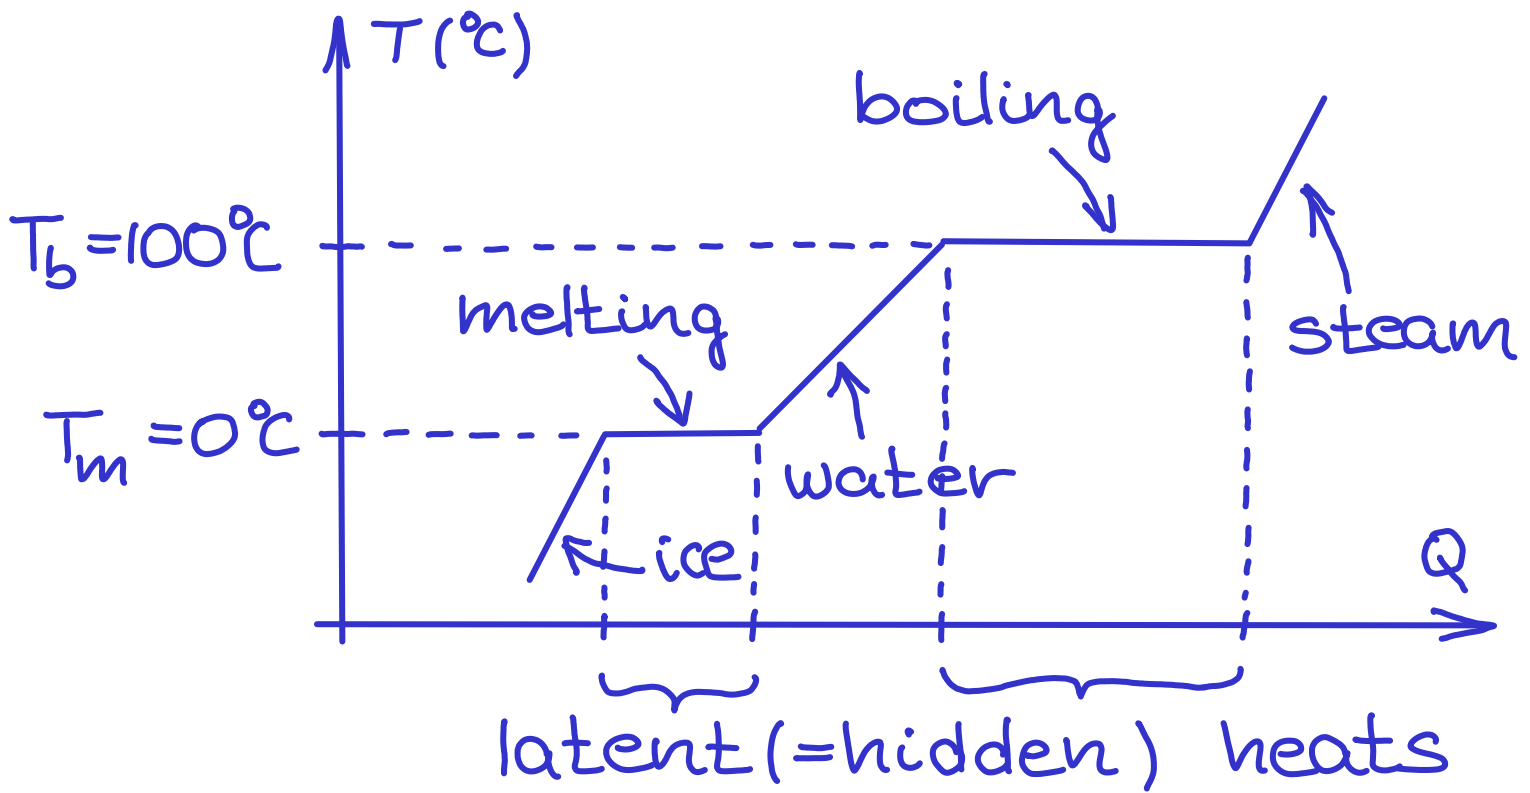 T(°C)
boiling
T_b=100°C
melting
steam
T_m=0°C
water
ice
Q
latent(=hidden) heats